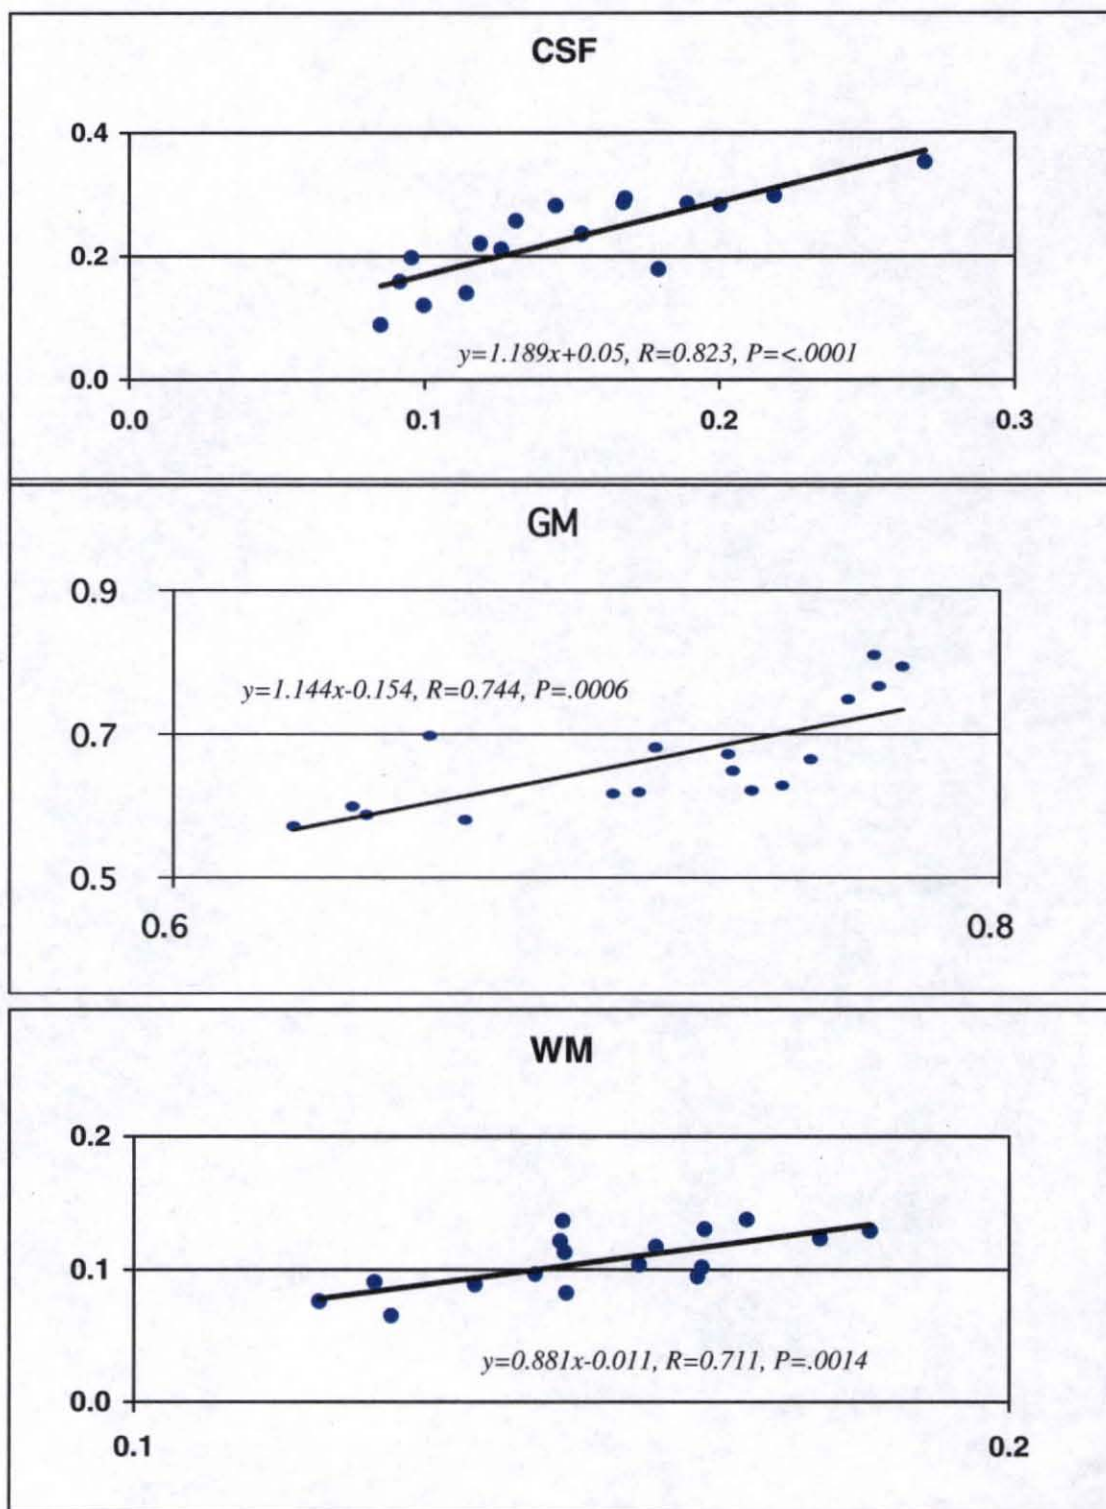 CSF
0.4
0.2
y=1.189x+0.05, R=0.823, P=<.0001
0.0
0.0 0.1 0.2 0.3
GM
0.9
y=1.144x-0.154, R=0.744, P=.0006
0.7
0.5
0.6 0.8
WM
0.2
0.1
y=0.881x-0.011, R=0.711, P=.0014
0.0
0.1 0.2